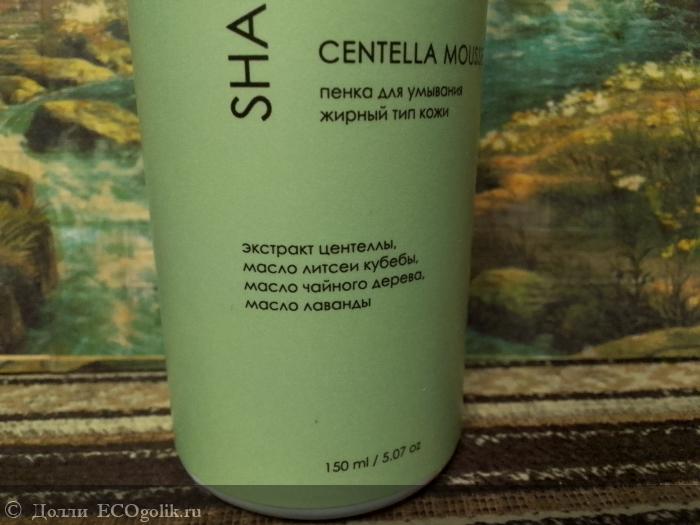 SHA
CENTELLA MOUSSE
пенка для умывания
жирный тип кожи
экстракт центеллы,
масло литсеи кубебы,
масло чайного дерева,
масло лаванды
150 ml / 5.07 oz
© Долли ECOgolik.ru